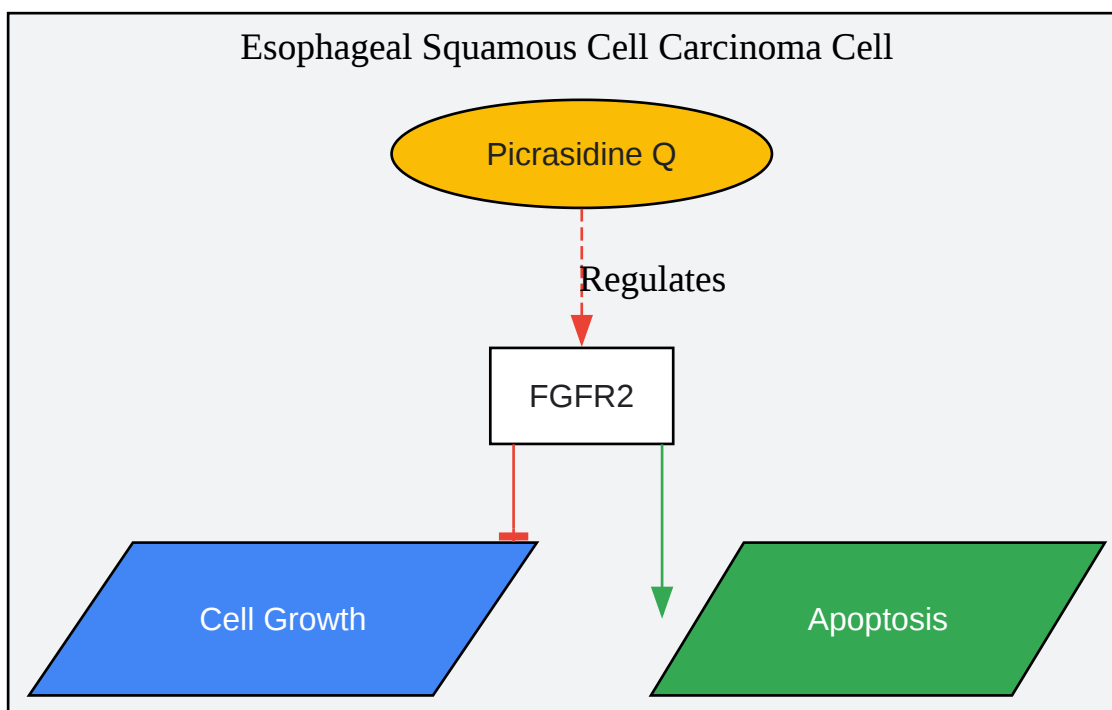 Esophageal Squamous Cell Carcinoma Cell
Picrasidine Q
Regulates
FGFR2
Cell Growth
Apoptosis